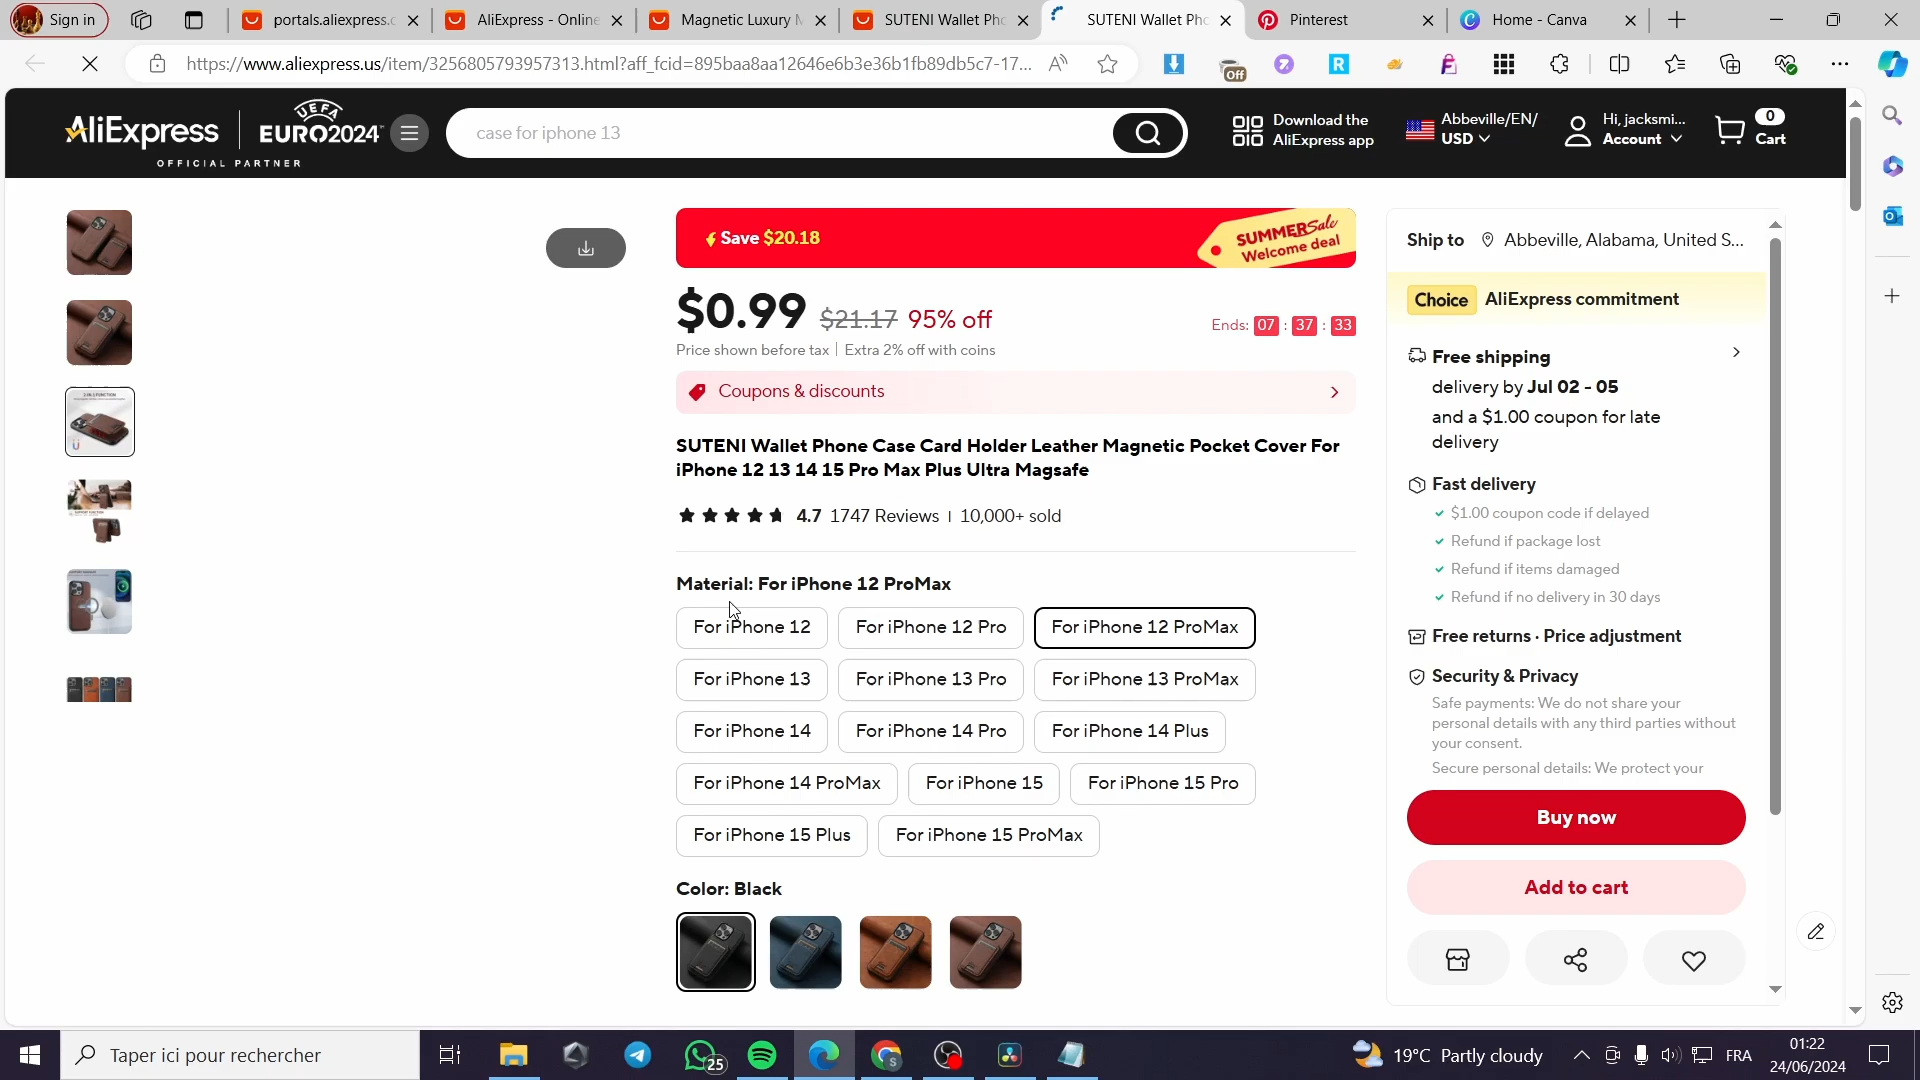 Sign in
portals.aliexpress.c
AliExpress - Online
Magnetic Luxury M
SUTENI Wallet Pho
SUTENI Wallet Pho
Pinterest
Home - Canva
https://www.aliexpress.us/item/3256805793957313.html?aff_fcid=895baa8aa12646e6b3e36b1fb89db5c7-17...
Off
AliExpress
UEFA
EURO2024
OFFICIAL PARTNER
case for iphone 13
Download the
AliExpress app
Abbeville/EN/
USD
Hi, jacksmi...
Account
0
Cart
Save $20.18
SUMMER Sale
Welcome deal
$0.99 $21.17 95% off
Ends: 07 : 37 : 33
Price shown before tax | Extra 2% off with coins
Coupons & discounts
SUTENI Wallet Phone Case Card Holder Leather Magnetic Pocket Cover For
iPhone 12 13 14 15 Pro Max Plus Ultra Magsafe
4.7 1747 Reviews | 10,000+ sold
Material: For iPhone 12 ProMax
For iPhone 12 For iPhone 12 Pro For iPhone 12 ProMax
For iPhone 13 For iPhone 13 Pro For iPhone 13 ProMax
For iPhone 14 For iPhone 14 Pro For iPhone 14 Plus
For iPhone 14 ProMax For iPhone 15 For iPhone 15 Pro
For iPhone 15 Plus For iPhone 15 ProMax
Color: Black
Ship to Abbeville, Alabama, United S...
Choice AliExpress commitment
Free shipping
delivery by Jul 02 - 05
and a $1.00 coupon for late
delivery
Fast delivery
$1.00 coupon code if delayed
Refund if package lost
Refund if items damaged
Refund if no delivery in 30 days
Free returns · Price adjustment
Security & Privacy
Safe payments: We do not share your
personal details with any third parties without
your consent.
Secure personal details: We protect your
Buy now
Add to cart
Taper ici pour rechercher
25
19°C Partly cloudy
FRA
01:22
24/06/2024